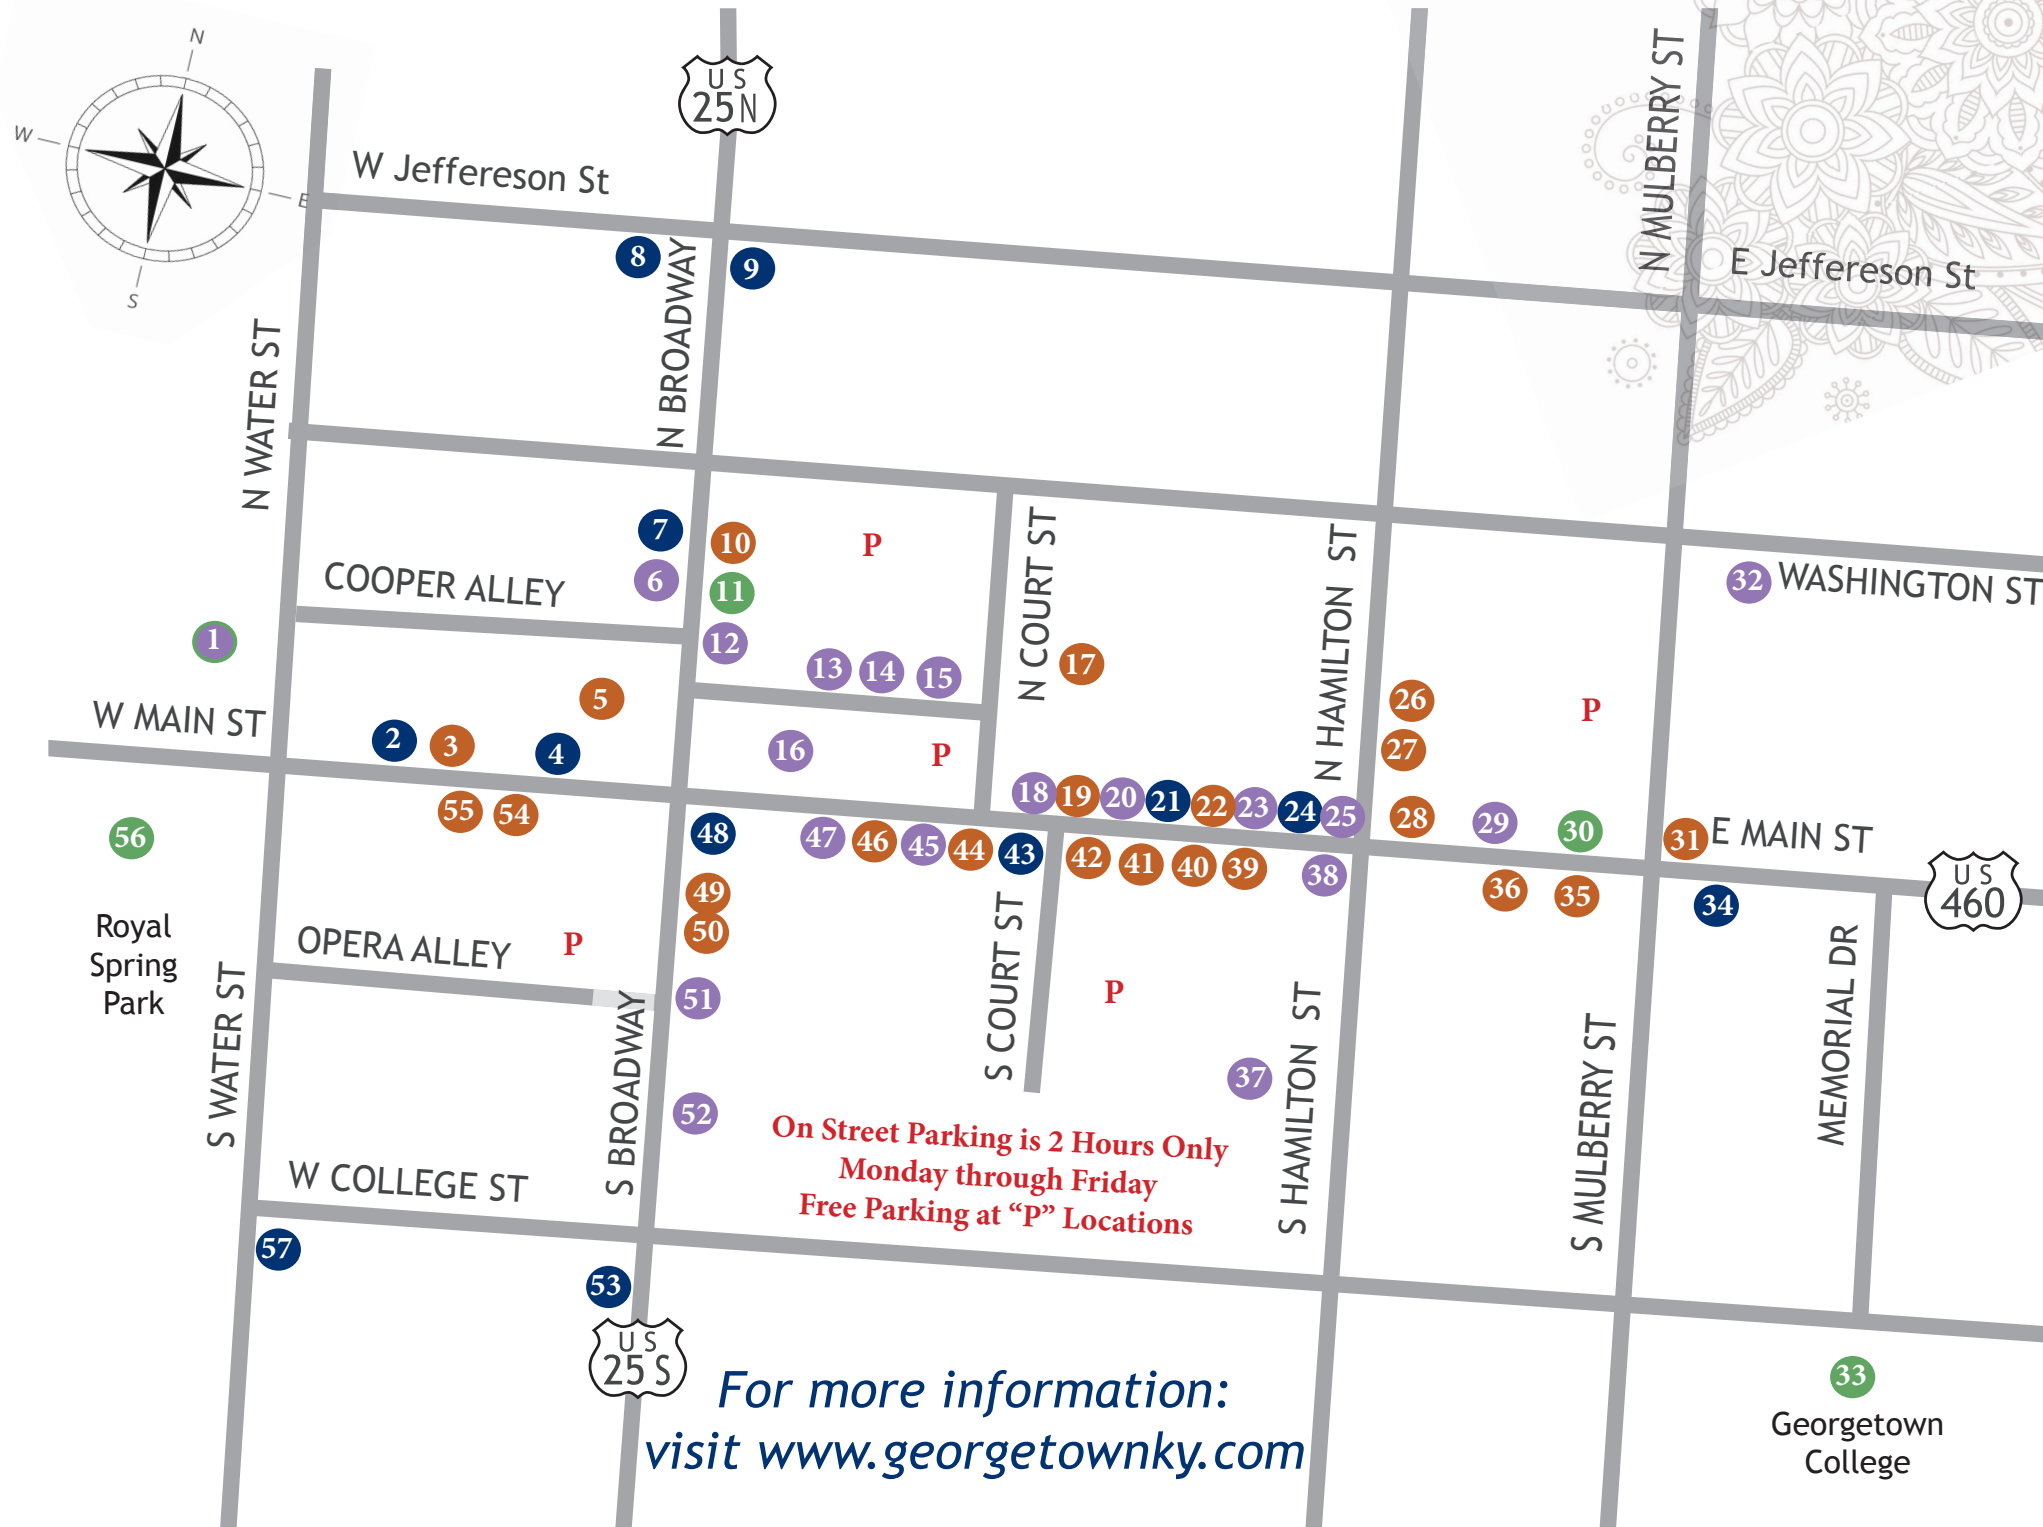 N
W
E
S
US
25N
W Jeffereson St
N MULBERRY ST
E Jeffereson St
8
9
N BROADWAY
N WATER ST
7
10
P
6
11
COOPER ALLEY
N COURT ST
N HAMILTON ST
32
WASHINGTON ST
1
12
13
14
15
17
5
26
P
W MAIN ST
2
3
4
16
P
27
18
19
20
21
22
23
24
25
28
29
30
31
E MAIN ST
55
54
56
48
47
46
45
44
43
42
41
40
39
38
36
35
34
US
460
49
50
Royal
Spring
Park
OPERA ALLEY
P
51
S COURT ST
P
MEMORIAL DR
S WATER ST
S BROADWAY
S HAMILTON ST
S MULBERRY ST
37
52
On Street Parking is 2 Hours Only
Monday through Friday
Free Parking at “P” Locations
W COLLEGE ST
57
53
US
25 S
For more information:
visit www.georgetownky.com
33
Georgetown
College